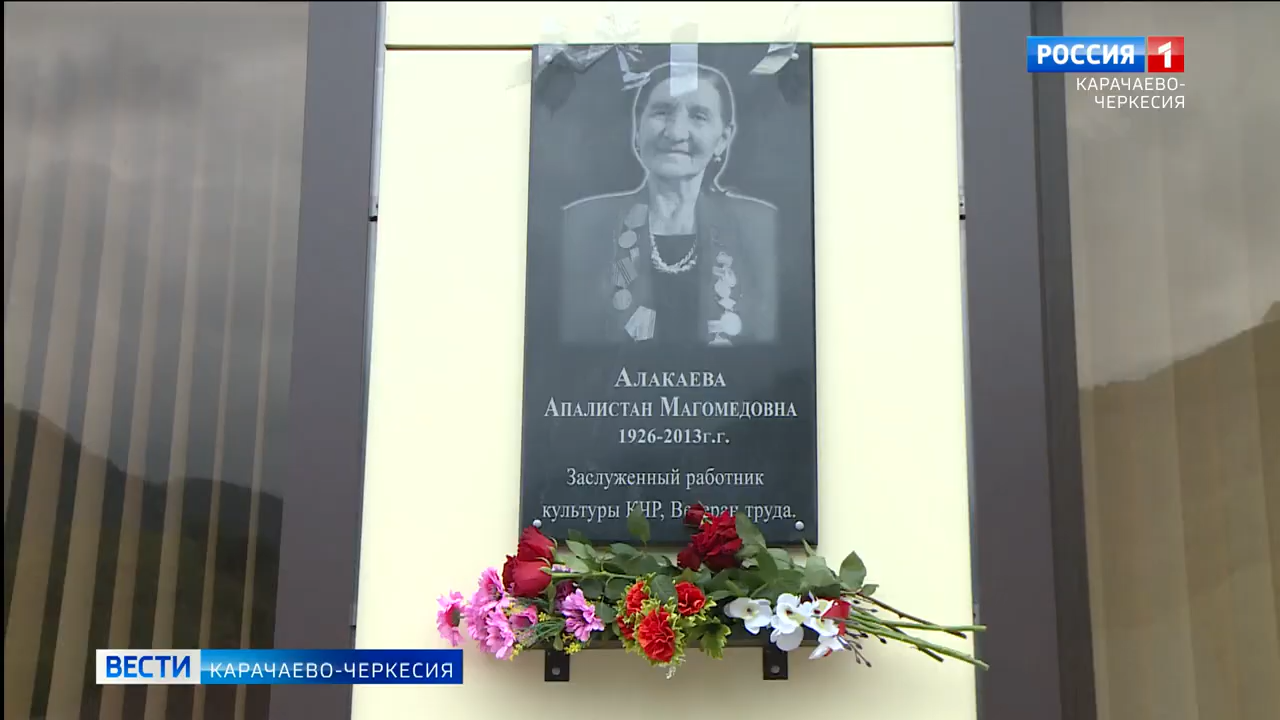 РОССИЯ 1
КАРАЧАЕВО-
ЧЕРКЕСИЯ
АЛАКАЕВА
АПАЛИСТАН МАГОМЕДОВНА
1926-2013г.г.
Заслуженный работник
культуры КЧР, Ветеран труда.
ВЕСТИ КАРАЧАЕВО-ЧЕРКЕСИЯ